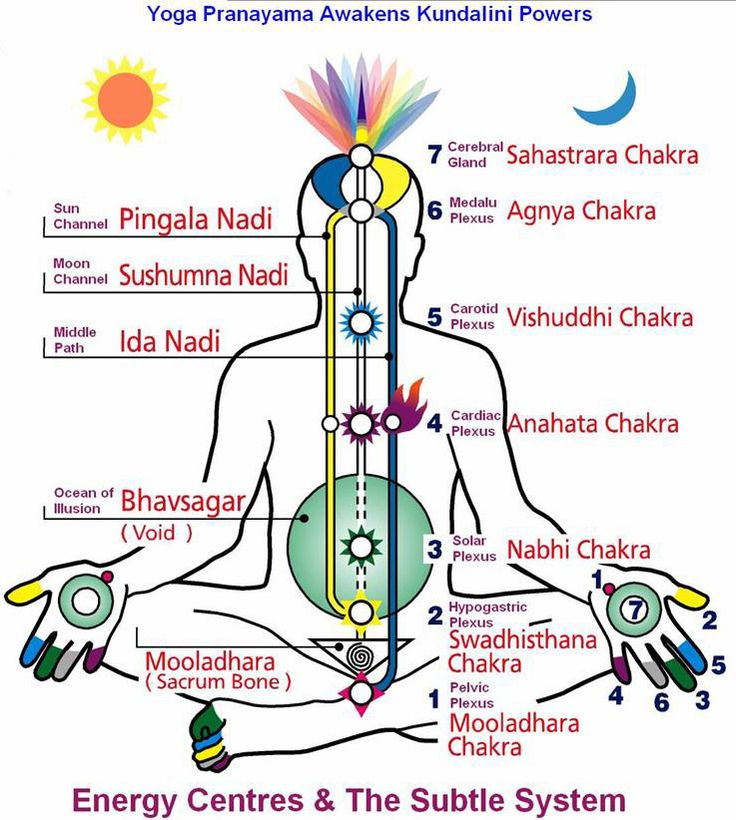 Yoga Pranayama Awakens Kundalini Powers
7 Cerebral Gland Sahastrara Chakra
6 Medalu Plexus Agnya Chakra
Sun Channel Pingala Nadi
Moon Channel Sushumna Nadi
5 Carotid Plexus Vishuddhi Chakra
Middle Path Ida Nadi
4 Cardiac Plexus Anahata Chakra
Ocean of Illusion Bhavsagar
( Void )
3 Solar Plexus Nabhi Chakra
1
7
2
5
3
6
4
2 Hypogastric Plexus
Swadhisthana
Chakra
Mooladhara
( Sacrum Bone )
1 Pelvic Plexus
Mooladhara
Chakra
Energy Centres & The Subtle System